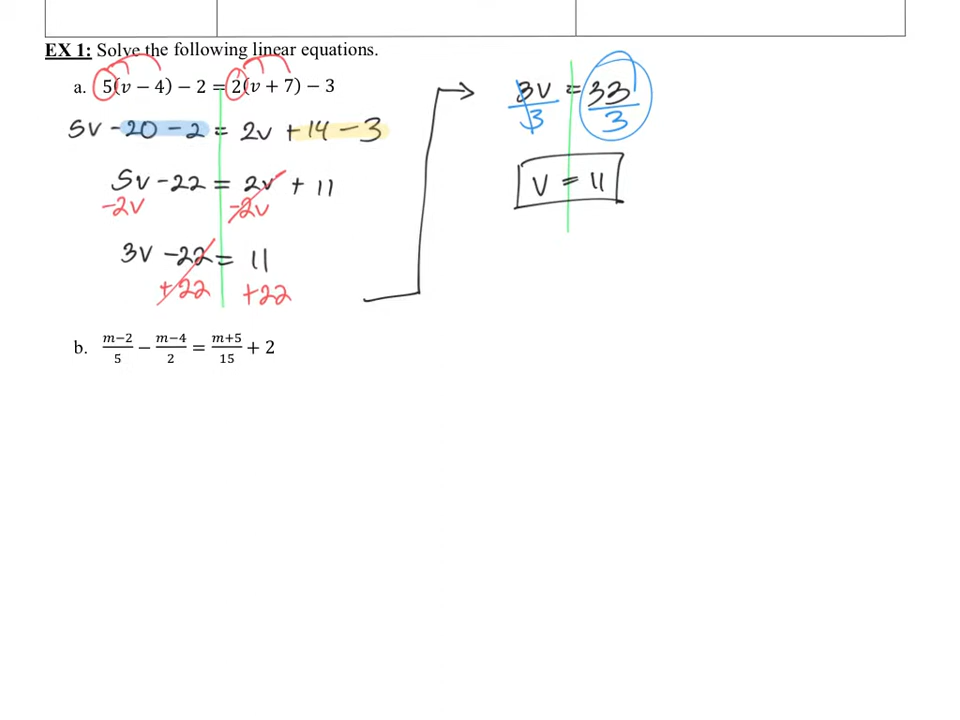 EX 1: Solve the following linear equations.
a. 5(v − 4) − 2 = 2(v + 7) − 3
5v - 20 - 2 = 2v + 14 - 3
5v - 22 = 2v + 11
-2v -2v
3v - 22 = 11
+22 +22
3v = 33
3 3
v = 11
b. m−2/5 − m−4/2 = m+5/15 + 2